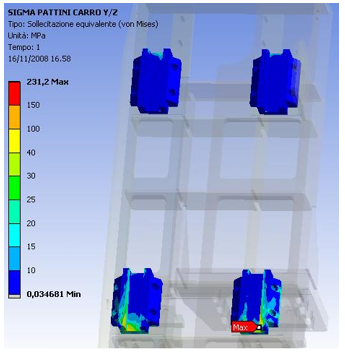 SIGMA PATTINI CARRO Y/Z
Tipo: Sollecitazione equivalente (von Mises)
Unità: MPa
Tempo: 1
16/11/2008 16.58
231,2 Max
150
100
40
30
25
20
15
10
0,034681 Min
Max